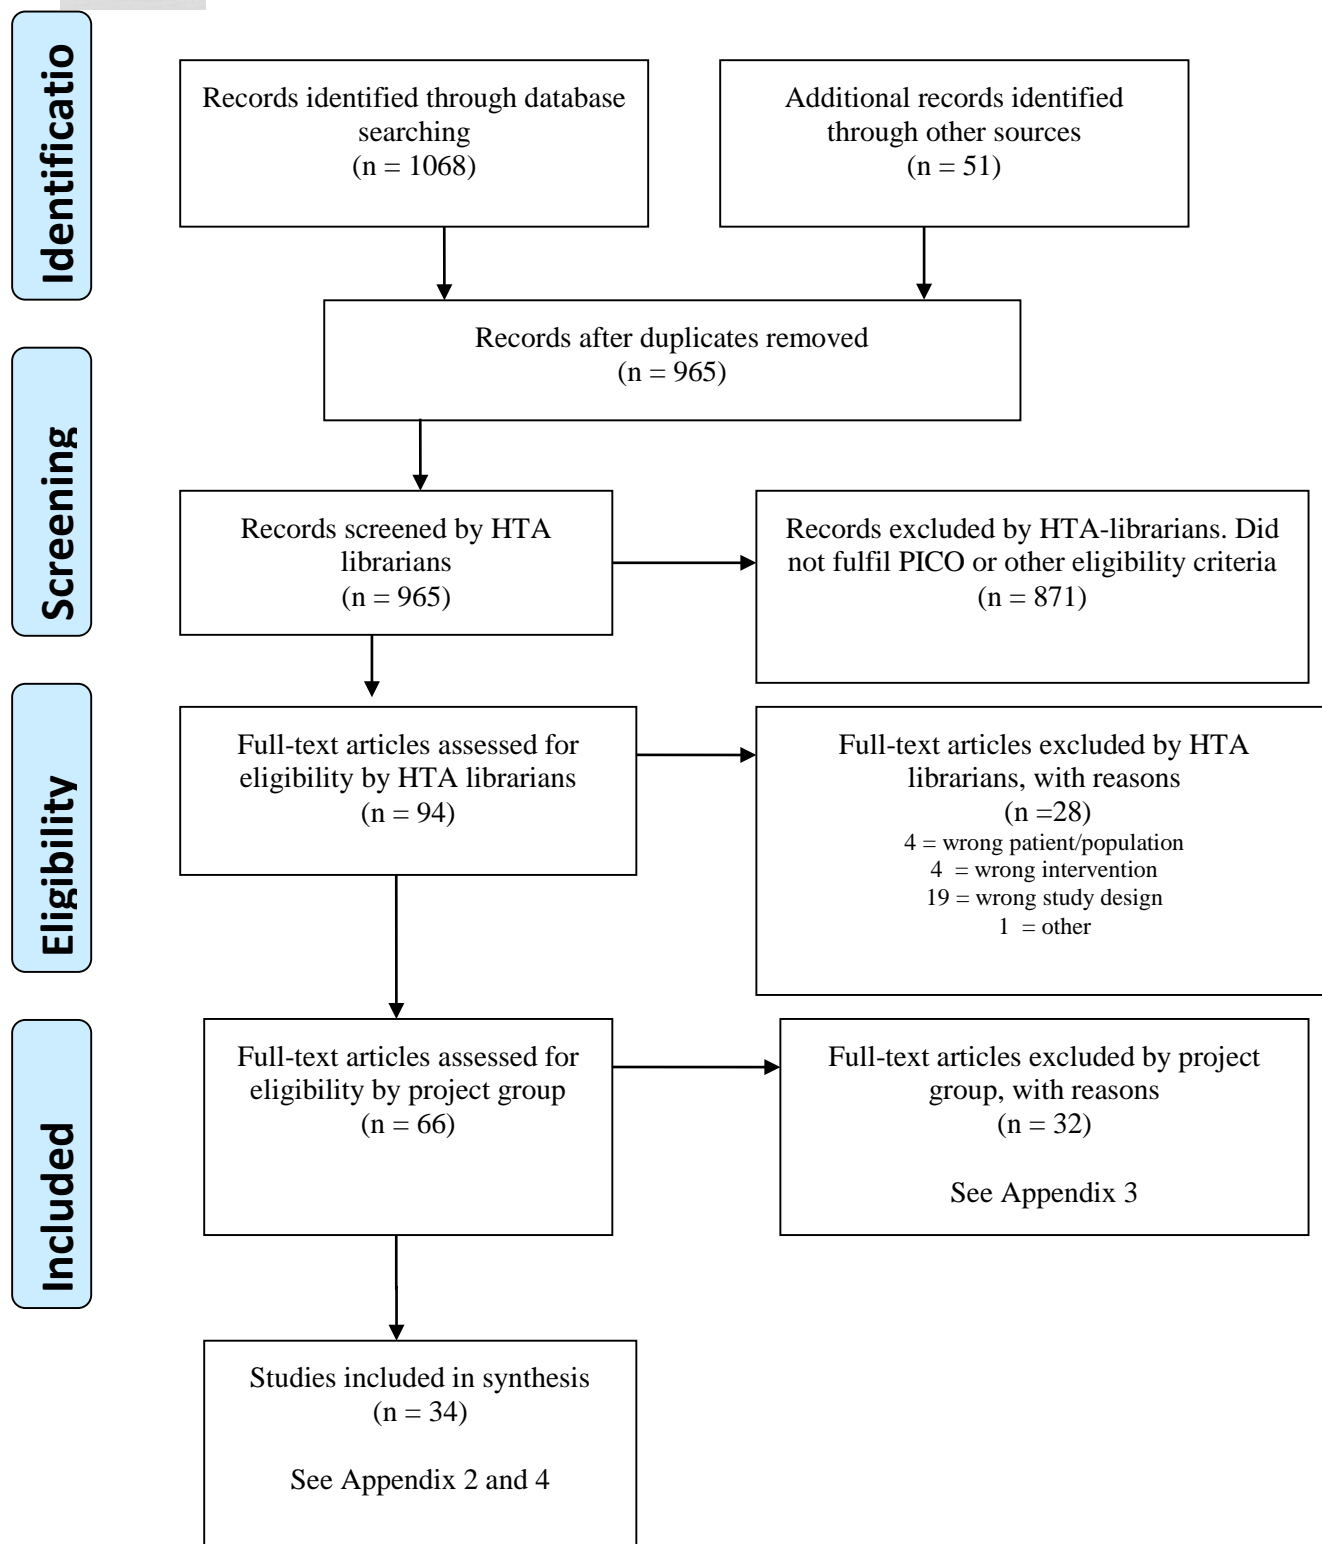 Identificatio
Records identified through database
searching
(n = 1068)
Additional records identified
through other sources
(n = 51)
Records after duplicates removed
(n = 965)
Screening
Records screened by HTA
librarians
(n = 965)
Records excluded by HTA-librarians. Did
not fulfil PICO or other eligibility criteria
(n = 871)
Eligibility
Full-text articles assessed for
eligibility by HTA librarians
(n = 94)
Full-text articles excluded by HTA
librarians, with reasons
(n =28)
4 = wrong patient/population
4  = wrong intervention
19 = wrong study design
1  = other
Included
Full-text articles assessed for
eligibility by project group
(n = 66)
Full-text articles excluded by project
group, with reasons
(n = 32)
See Appendix 3
Studies included in synthesis
(n = 34)
See Appendix 2 and 4